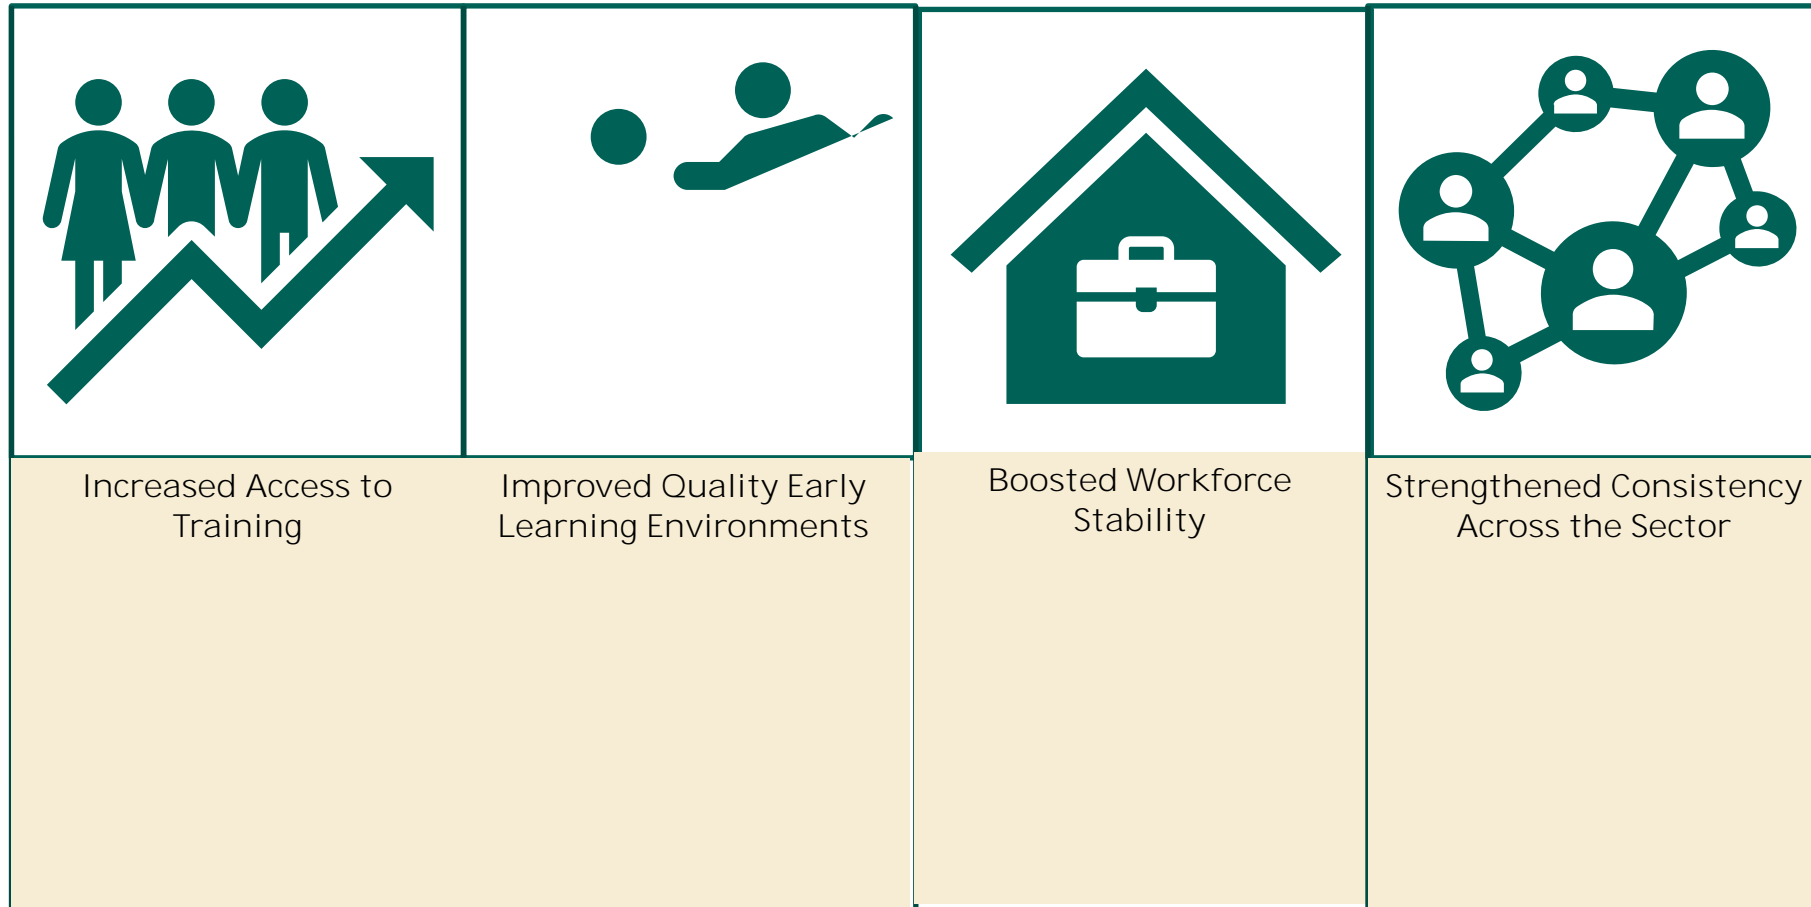 Increased Access to
Training
Improved Quality Early
Learning Environments
Boosted Workforce
Stability
Strengthened Consistency
Across the Sector